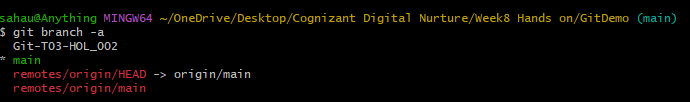 sahau@Anything MINGW64 ~/OneDrive/Desktop/Cognizant Digital Nurture/Week8 Hands on/GitDemo (main)
$ git branch -a
  Git-T03-HOL_002
* main
  remotes/origin/HEAD -> origin/main
  remotes/origin/main